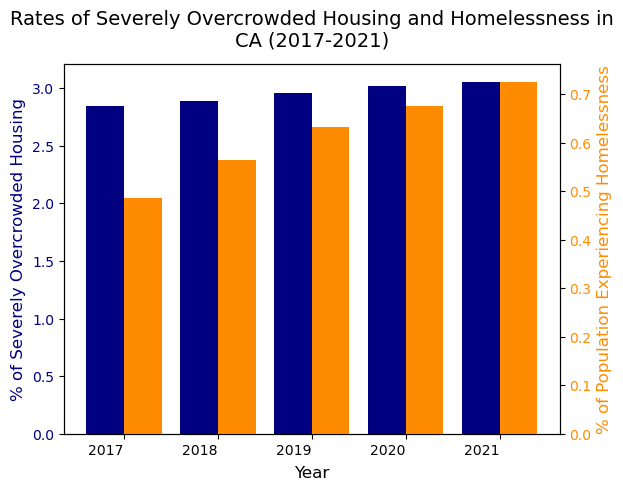 Rates of Severely Overcrowded Housing and Homelessness in
CA (2017-2021)
% of Severely Overcrowded Housing
3.0
2.5
2.0
1.5
1.0
0.5
0.0
0.7
0.6
0.5
0.4
0.3
0.2
0.1
0.0
% of Population Experiencing Homelessness
2017 2018 2019 2020 2021
Year